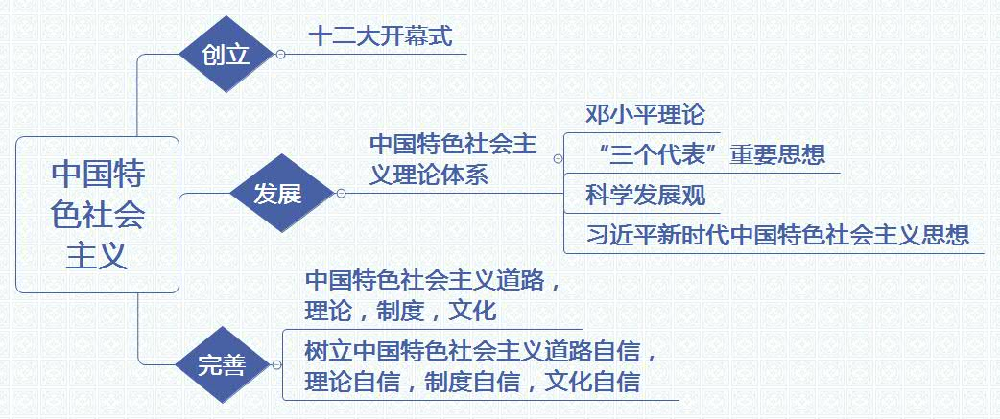 中国特
色社会
主义
创立
十二大开幕式
发展
中国特色社会主
义理论体系
邓小平理论
“三个代表”重要思想
科学发展观
习近平新时代中国特色社会主义思想
完善
中国特色社会主义道路，
理论，制度，文化
树立中国特色社会主义道路自信，
理论自信，制度自信，文化自信